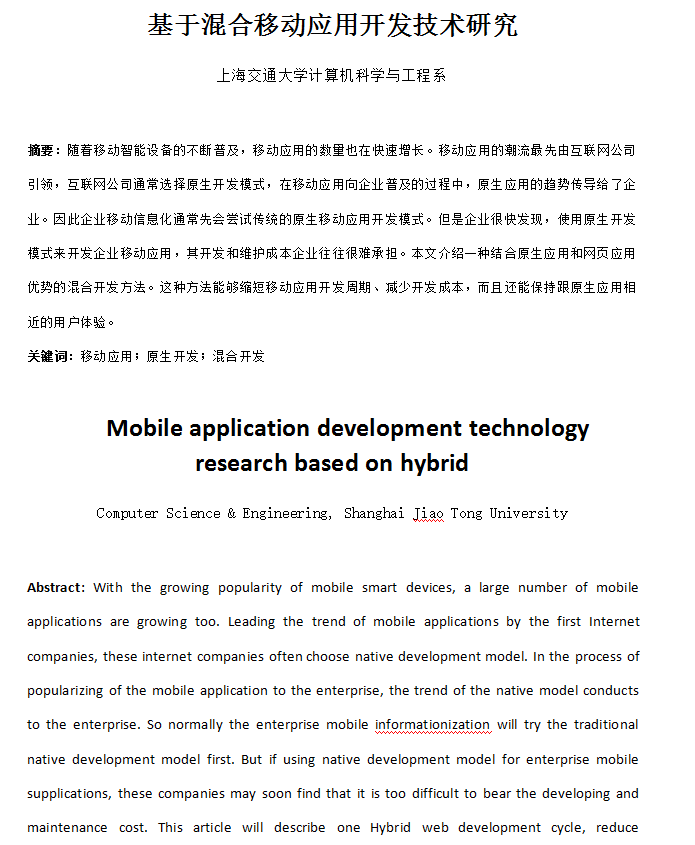 基于混合移动应用开发技术研究
上海交通大学计算机科学与工程系
摘要：随着移动智能设备的不断普及，移动应用的数量也在快速增长。移动应用的潮流最先由互联网公司
引领，互联网公司通常选择原生开发模式，在移动应用向企业普及的过程中，原生应用的趋势传导给了企
业。因此企业移动信息化通常先会尝试传统的原生移动应用开发模式。但是企业很快发现，使用原生开发
模式来开发企业移动应用，其开发和维护成本企业往往很难承担。本文介绍一种结合原生应用和网页应用
优势的混合开发方法。这种方法能够缩短移动应用开发周期、减少开发成本，而且还能保持跟原生应用相
近的用户体验。
关键词：移动应用；原生开发；混合开发
Mobile application development technology
research based on hybrid
Computer Science & Engineering, Shanghai Jiao Tong University
Abstract: With the growing popularity of mobile smart devices, a large number of mobile
applications are growing too. Leading the trend of mobile applications by the first Internet
companies, these internet companies often choose native development model. In the process of
popularizing of the mobile application to the enterprise, the trend of the native model conducts
to the enterprise. So normally the enterprise mobile informationization will try the traditional
native development model first. But if using native development model for enterprise mobile
supplications, these companies may soon find that it is too difficult to bear the developing and
maintenance cost. This article will describe one Hybrid web development cycle, reduce